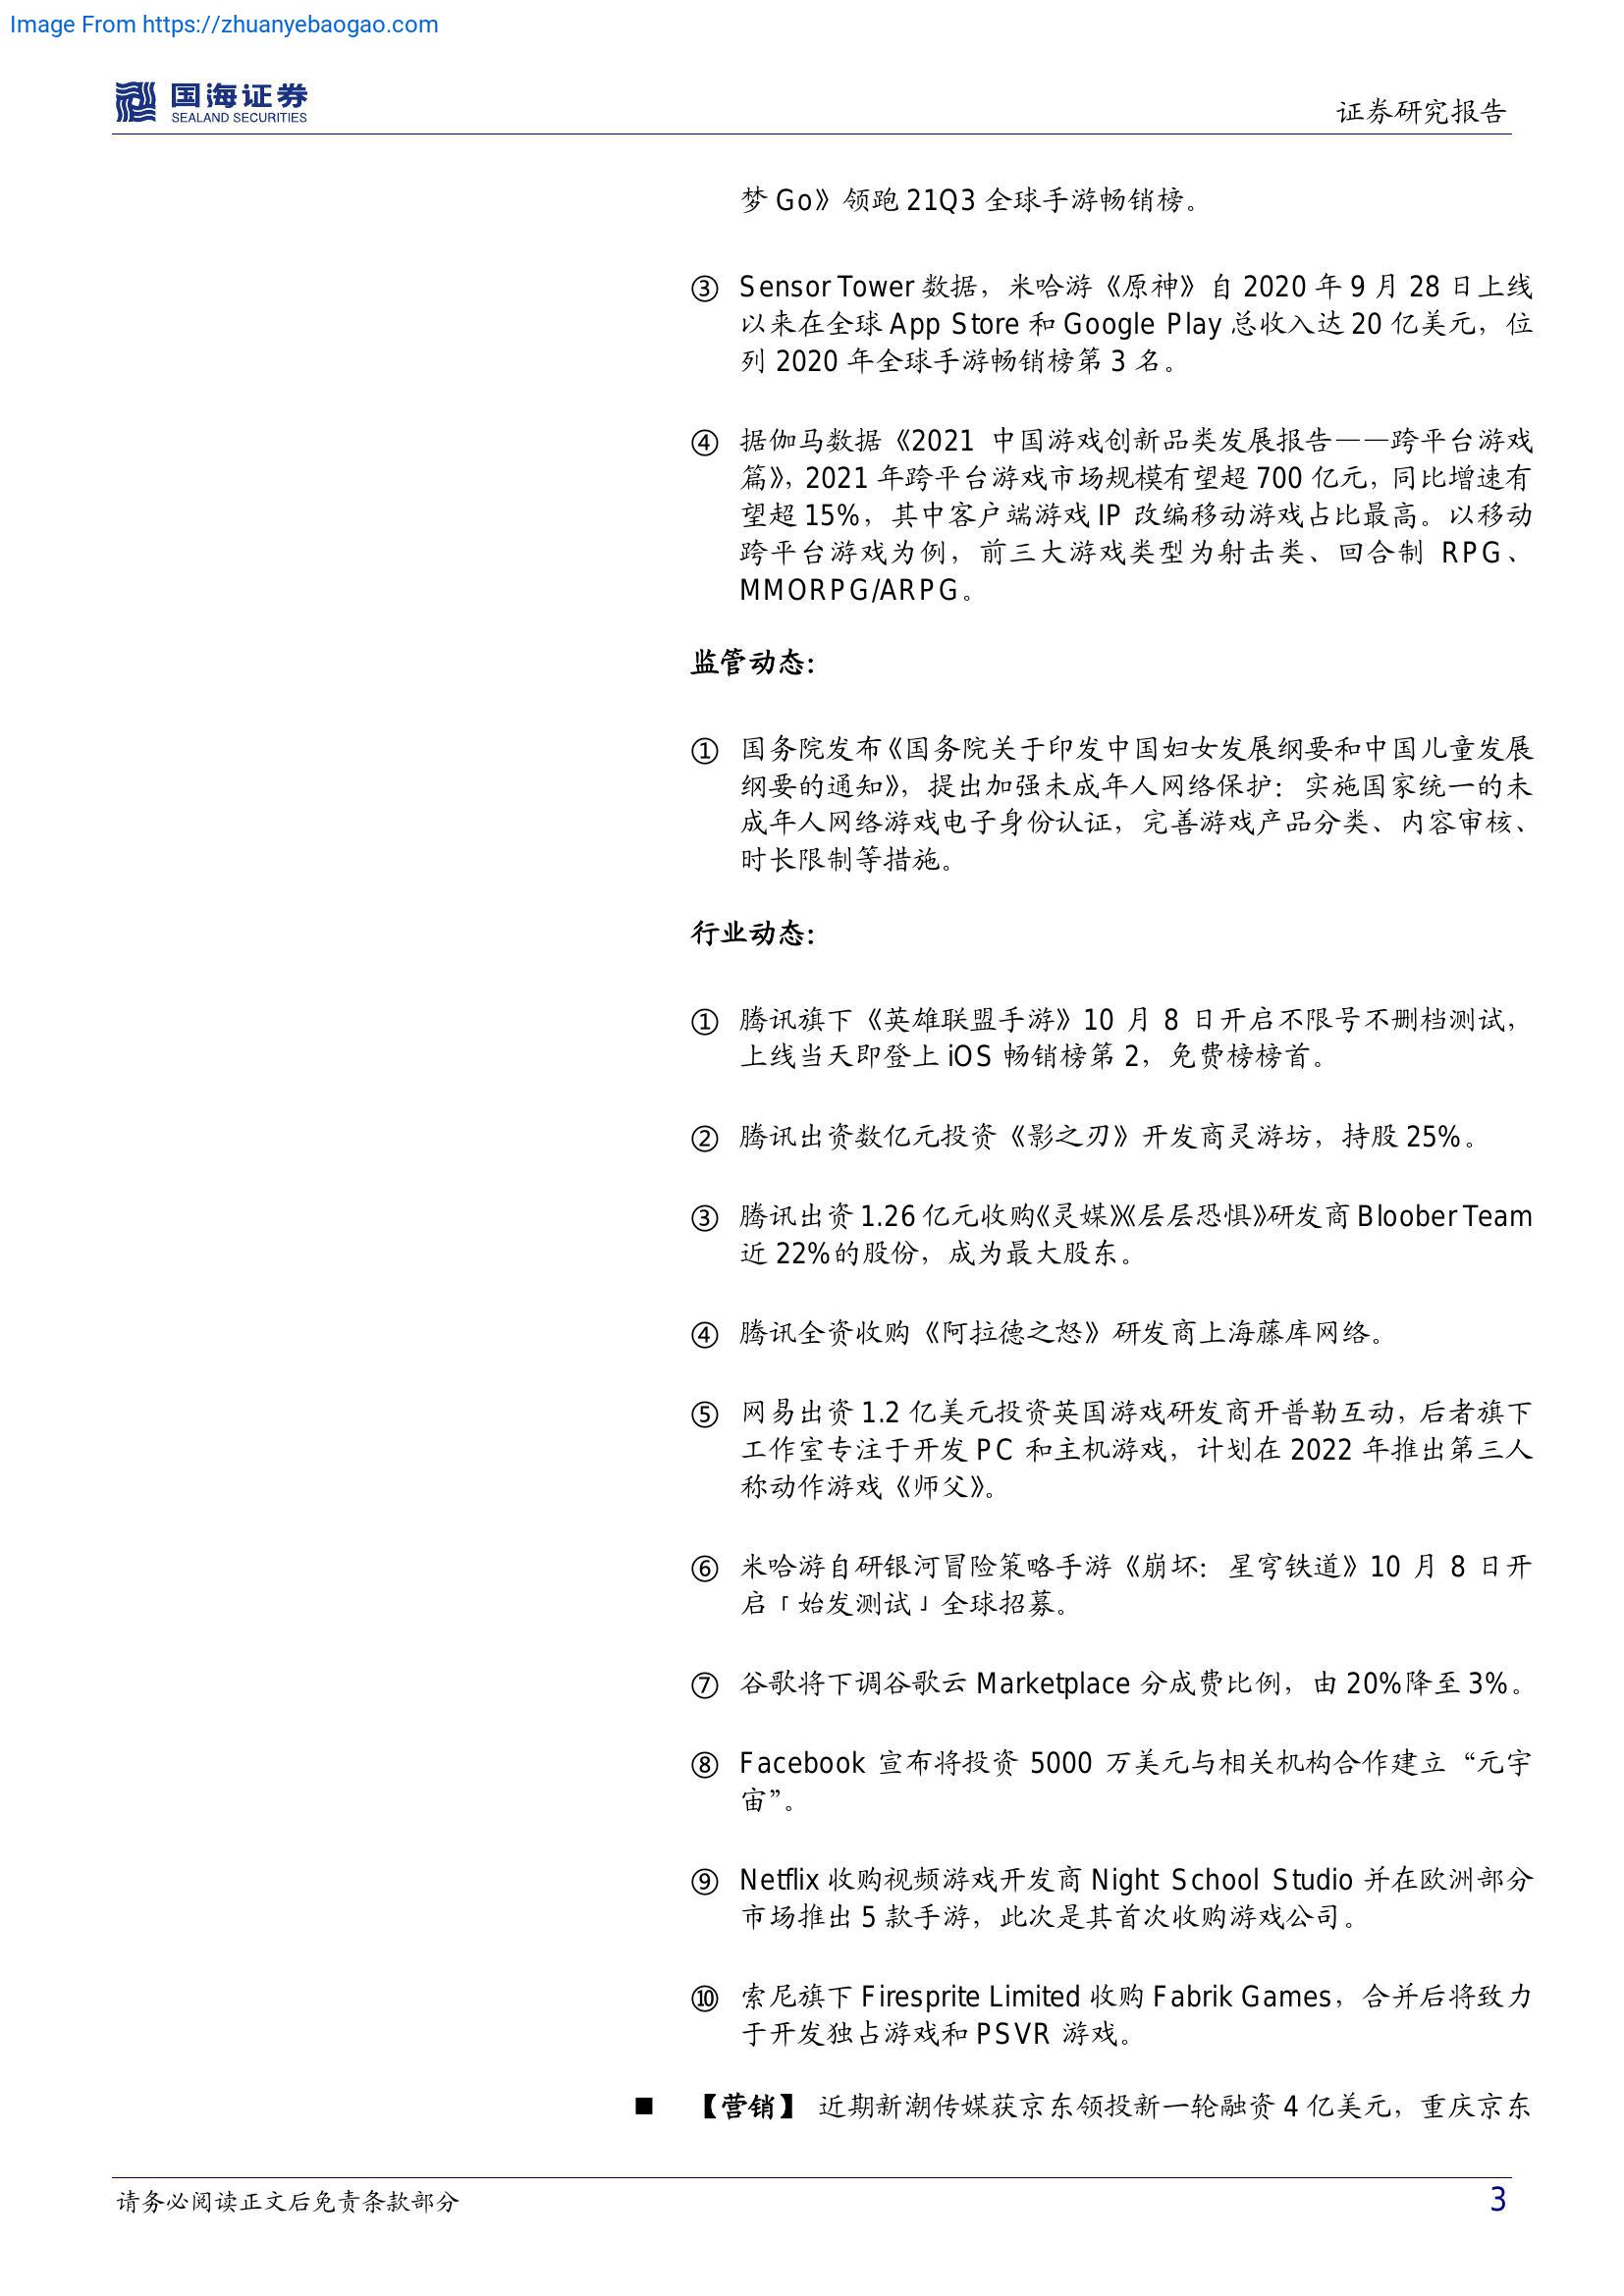 Image From https://zhuanyebaogao.com
国海证券
SEALAND SECURITIES
证券研究报告
梦 Go》领跑 21Q3 全球手游畅销榜。
③ Sensor Tower 数据，米哈游《原神》自 2020 年 9 月 28 日上线
以来在全球 App Store 和 Google Play 总收入达 20 亿美元，位
列 2020 年全球手游畅销榜第 3 名。
④ 据伽马数据《2021 中国游戏创新品类发展报告——跨平台游戏
篇》，2021 年跨平台游戏市场规模有望超 700 亿元，同比增速有
望超 15%，其中客户端游戏 IP 改编移动游戏占比最高。以移动
跨平台游戏为例，前三大游戏类型为射击类、回合制 RPG、
MMORPG/ARPG。
监管动态：
① 国务院发布《国务院关于印发中国妇女发展纲要和中国儿童发展
纲要的通知》，提出加强未成年人网络保护：实施国家统一的未
成年人网络游戏电子身份认证，完善游戏产品分类、内容审核、
时长限制等措施。
行业动态：
① 腾讯旗下《英雄联盟手游》10 月 8 日开启不限号不删档测试，
上线当天即登上 iOS 畅销榜第 2，免费榜榜首。
② 腾讯出资数亿元投资《影之刃》开发商灵游坊，持股 25%。
③ 腾讯出资 1.26 亿元收购《灵媒》《层层恐惧》研发商 Bloober Team
近 22%的股份，成为最大股东。
④ 腾讯全资收购《阿拉德之怒》研发商上海藤库网络。
⑤ 网易出资 1.2 亿美元投资英国游戏研发商开普勒互动，后者旗下
工作室专注于开发 PC 和主机游戏，计划在 2022 年推出第三人
称动作游戏《师父》。
⑥ 米哈游自研银河冒险策略手游《崩坏：星穹铁道》10 月 8 日开
启「始发测试」全球招募。
⑦ 谷歌将下调谷歌云 Marketplace 分成费比例，由 20%降至 3%。
⑧ Facebook 宣布将投资 5000 万美元与相关机构合作建立“元宇
宙”。
⑨ Netflix 收购视频游戏开发商 Night School Studio 并在欧洲部分
市场推出 5 款手游，此次是其首次收购游戏公司。
⑩ 索尼旗下 Firesprite Limited 收购 Fabrik Games，合并后将致力
于开发独占游戏和 PSVR 游戏。
■ 【营销】 近期新潮传媒获京东领投新一轮融资 4 亿美元，重庆京东
请务必阅读正文后免责条款部分
3